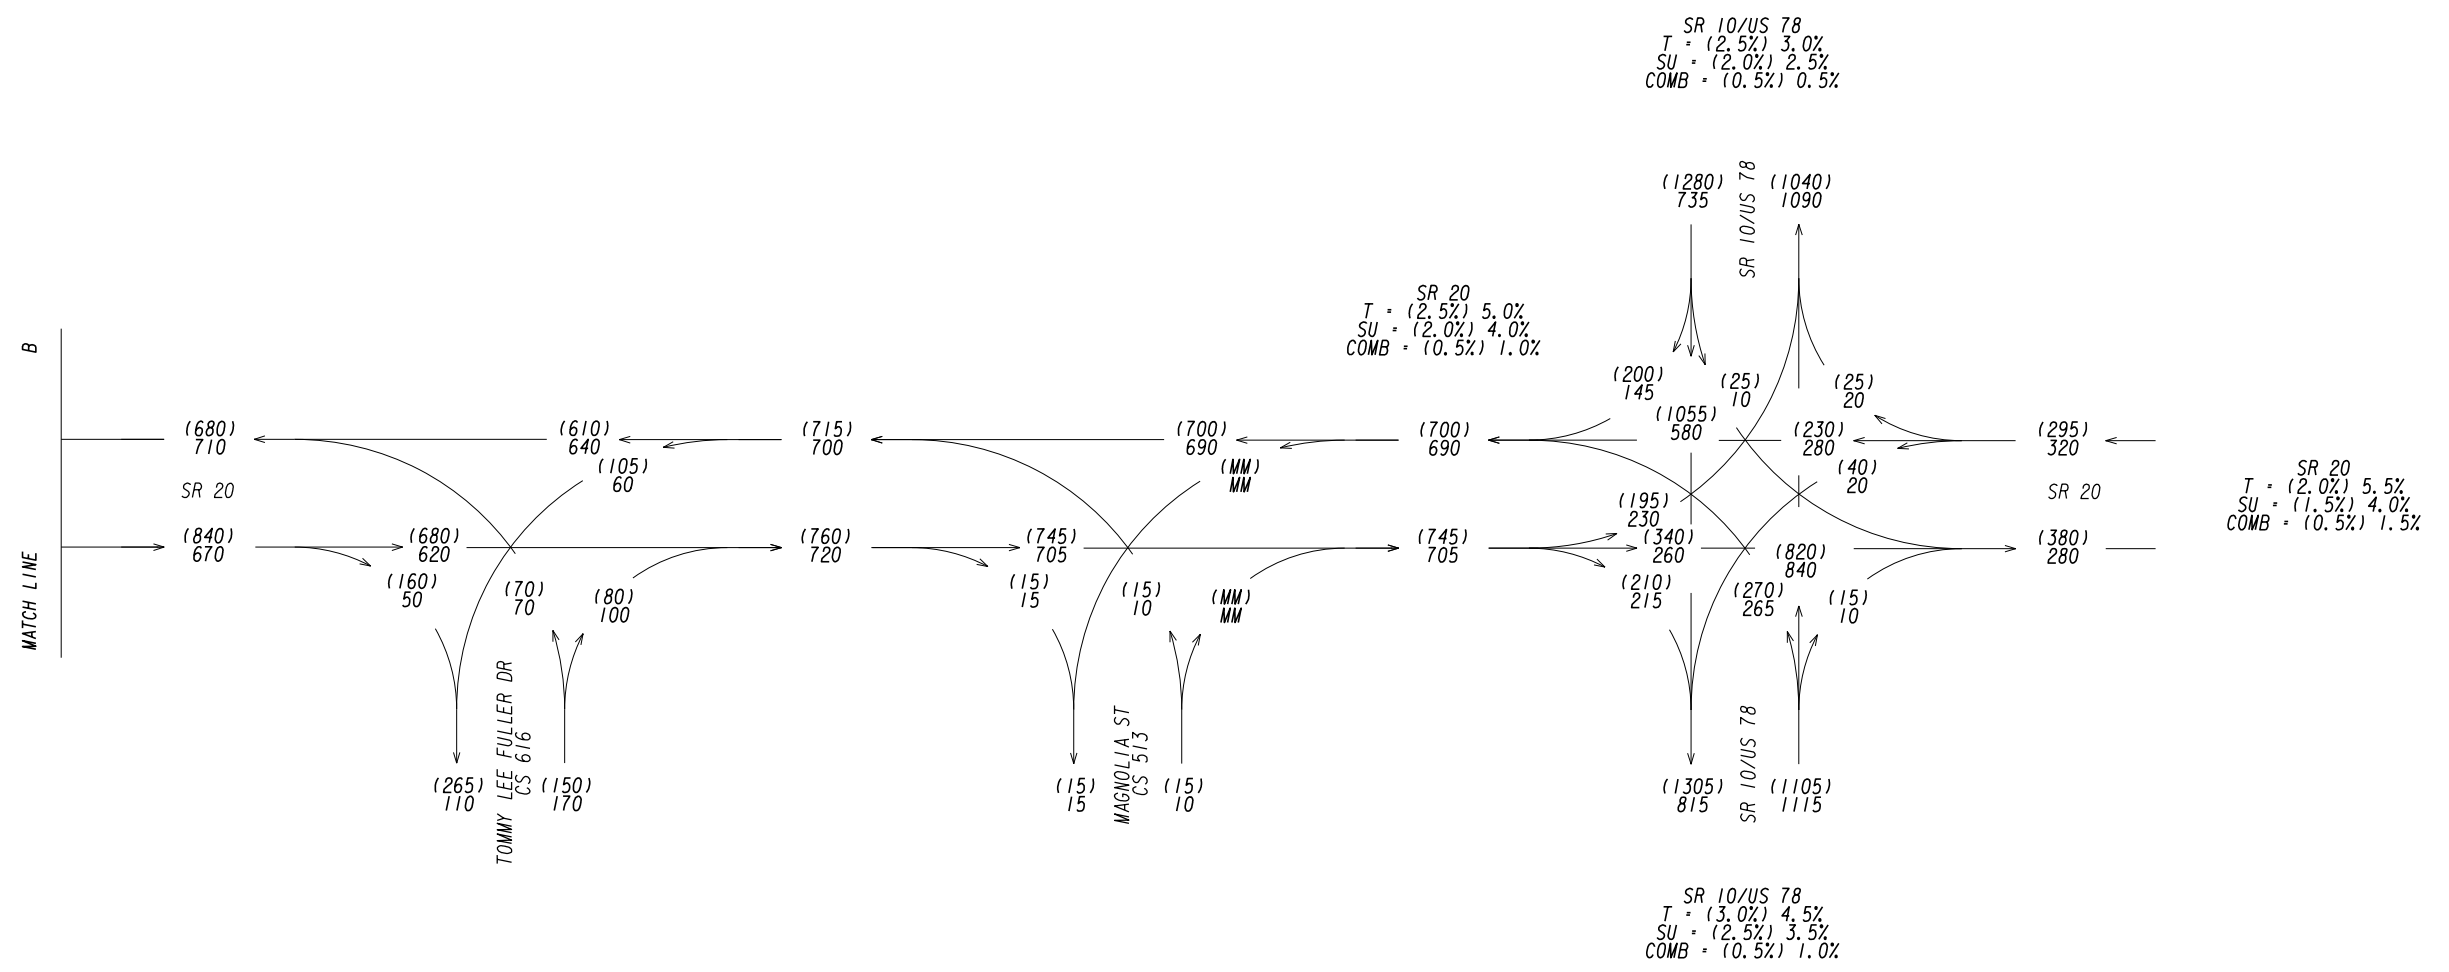 SR 10/US 78
T = (2.5%) 3.0%
SU = (2.0%) 2.5%
COMB = (0.5%) 0.5%
(1280)
735
SR 10/US 78
(1040)
1090
SR 20
T = (2.5%) 5.0%
SU = (2.0%) 4.0%
COMB = (0.5%) 1.0%
MATCH LINE B
(680)
710
(610)
640
(105)
60
(715)
700
(700)
690
(MM)
MM
(700)
690
(200)
145
(1055)
580
(25)
10
(25)
20
(230)
280
(40)
20
(295)
320
SR 20
SR 20
SR 20
T = (2.0%) 5.5%
SU = (1.5%) 4.0%
COMB = (0.5%) 1.5%
(840)
670
(680)
620
(160)
50
(70)
70
(80)
100
(760)
720
(745)
705
(15)
15
(15)
10
(MM)
MM
(745)
705
(195)
230
(340)
260
(210)
215
(820)
840
(270)
265
(15)
10
(380)
280
(265)
110
TOMMY LEE FULLER DR
CS 616
(150)
170
(15)
15
MAGNOLIA ST
CS 513
(15)
10
(1305)
815
SR 10/US 78
(1105)
1115
SR 10/US 78
T = (3.0%) 4.5%
SU = (2.5%) 3.5%
COMB = (0.5%) 1.0%